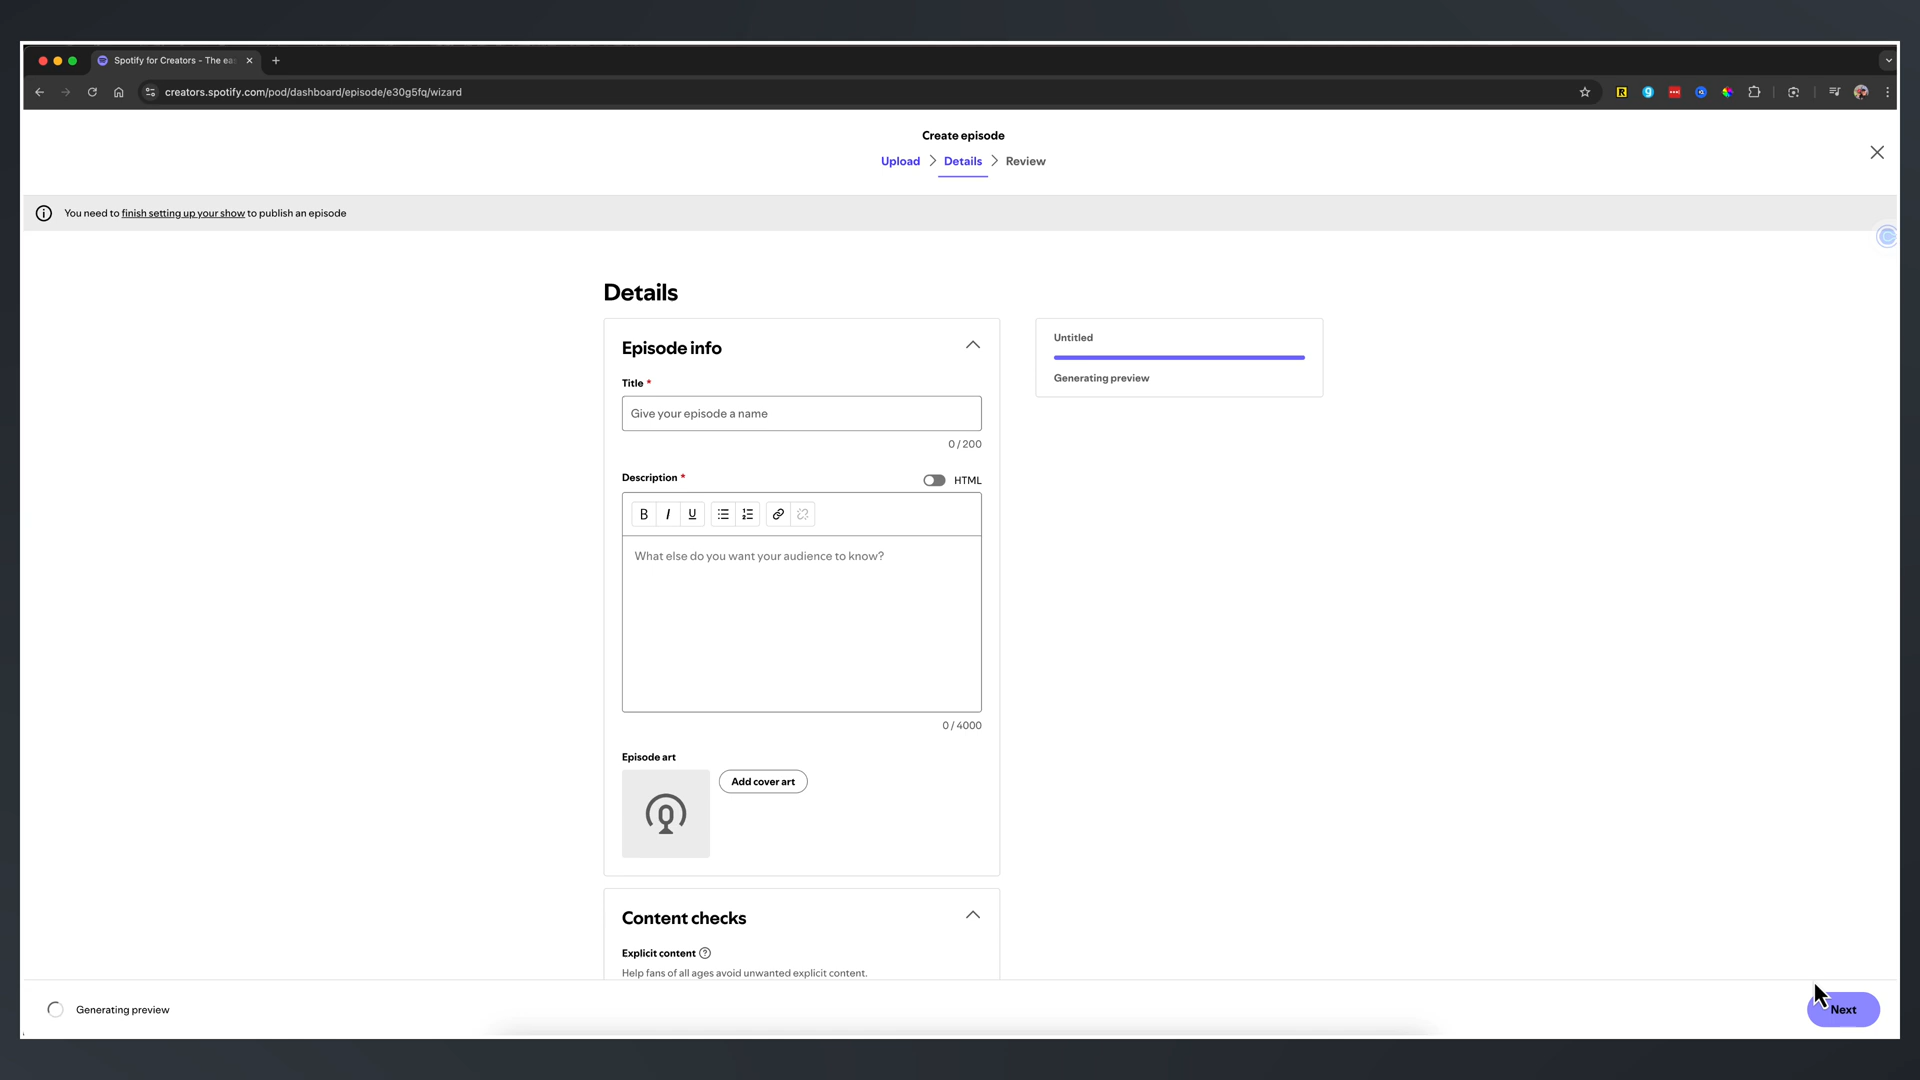 Spotify for Creators - The ea
creators.spotify.com/pod/dashboard/episode/e30g5fq/wizard
Create episode
Upload
Details
Review
You need to finish setting up your show to publish an episode
Details
Episode info
Title *
Give your episode a name
0 / 200
Description *
HTML
B I U
What else do you want your audience to know?
0 / 4000
Episode art
Add cover art
Untitled
Generating preview
Content checks
Explicit content ?
Help fans of all ages avoid unwanted explicit content.
Generating preview
Next